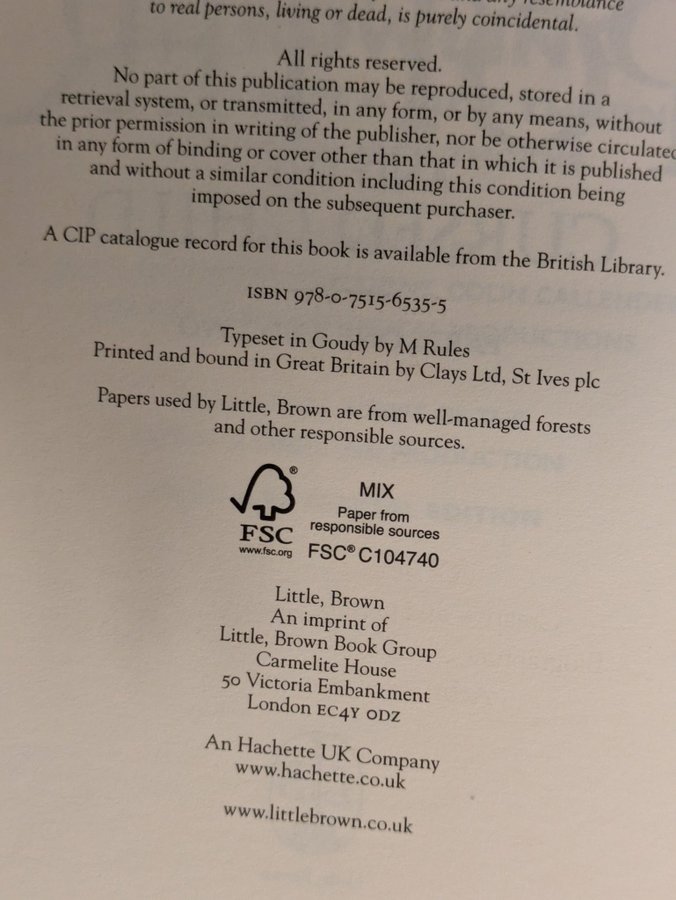 and any resemblance
to real persons, living or dead, is purely coincidental.
All rights reserved.
No part of this publication may be reproduced, stored in a
retrieval system, or transmitted, in any form, or by any means, without
the prior permission in writing of the publisher, nor be otherwise circulated
in any form of binding or cover other than that in which it is published
and without a similar condition including this condition being
imposed on the subsequent purchaser.
A CIP catalogue record for this book is available from the British Library.
ISBN 978-0-7515-6535-5
Typeset in Goudy by M Rules
Printed and bound in Great Britain by Clays Ltd, St Ives plc
Papers used by Little, Brown are from well-managed forests
and other responsible sources.
®
FSC
www.fsc.org
MIX
Paper from
responsible sources
FSC® C104740
Little, Brown
An imprint of
Little, Brown Book Group
Carmelite House
50 Victoria Embankment
London EC4Y 0DZ
An Hachette UK Company
www.hachette.co.uk
www.littlebrown.co.uk